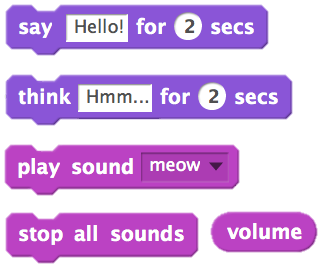 say Hello! for 2 secs
think Hmm... for 2 secs
play sound meow
stop all sounds volume